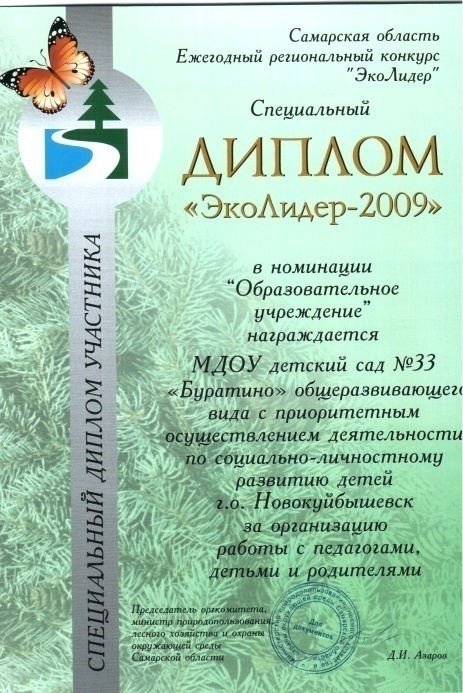 Самарская область
Ежегодный региональный конкурс
"ЭкоЛидер"
Специальный
ДИПЛОМ
«ЭкоЛидер-2009»
в номинации
"Образовательное
учреждение"
награждается
МДОУ детский сад №33
«Буратино» общеразвивающего
вида с приоритетным
осуществлением деятельности
по социально-личностному
развитию детей
г.о. Новокуйбышевск
за организацию
работы с педагогами,
детьми и родителями
СПЕЦИАЛЬНЫЙ ДИПЛОМ УЧАСТНИКА
Председатель оргкомитета,
министр природопользования,
лесного хозяйства и охраны
окружающей среды
Самарской области
Для
документов
Д.И. Азаров